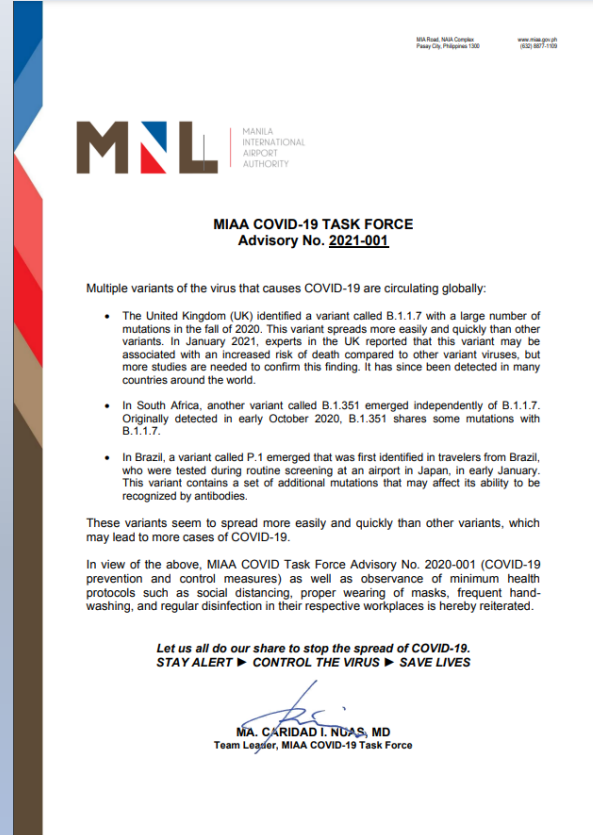 MIA Road, NAIA Complex
Pasay City, Philippines 1300
www.miaa.gov.ph
(632) 8877-1109
MNL
MANILA
INTERNATIONAL
AIRPORT
AUTHORITY
MIAA COVID-19 TASK FORCE
Advisory No. 2021-001
Multiple variants of the virus that causes COVID-19 are circulating globally:
• The United Kingdom (UK) identified a variant called B.1.1.7 with a large number of
mutations in the fall of 2020. This variant spreads more easily and quickly than other
variants. In January 2021, experts in the UK reported that this variant may be
associated with an increased risk of death compared to other variant viruses, but
more studies are needed to confirm this finding. It has since been detected in many
countries around the world.
• In South Africa, another variant called B.1.351 emerged independently of B.1.1.7.
Originally detected in early October 2020, B.1.351 shares some mutations with
B.1.1.7.
• In Brazil, a variant called P.1 emerged that was first identified in travelers from Brazil,
who were tested during routine screening at an airport in Japan, in early January.
This variant contains a set of additional mutations that may affect its ability to be
recognized by antibodies.
These variants seem to spread more easily and quickly than other variants, which
may lead to more cases of COVID-19.
In view of the above, MIAA COVID Task Force Advisory No. 2020-001 (COVID-19
prevention and control measures) as well as observance of minimum health
protocols such as social distancing, proper wearing of masks, frequent hand-
washing, and regular disinfection in their respective workplaces is hereby reiterated.
Let us all do our share to stop the spread of COVID-19.
STAY ALERT ► CONTROL THE VIRUS ► SAVE LIVES
MA. CARIDAD I. NUAS, MD
Team Leader, MIAA COVID-19 Task Force